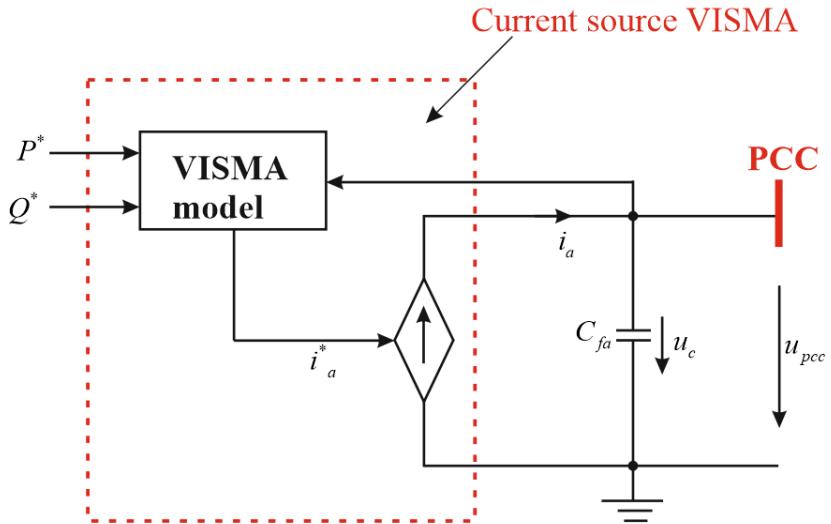 Current source VISMA
P*
Q*
VISMA
model
PCC
i_a
i*_a
C_fa
u_c
u_pcc